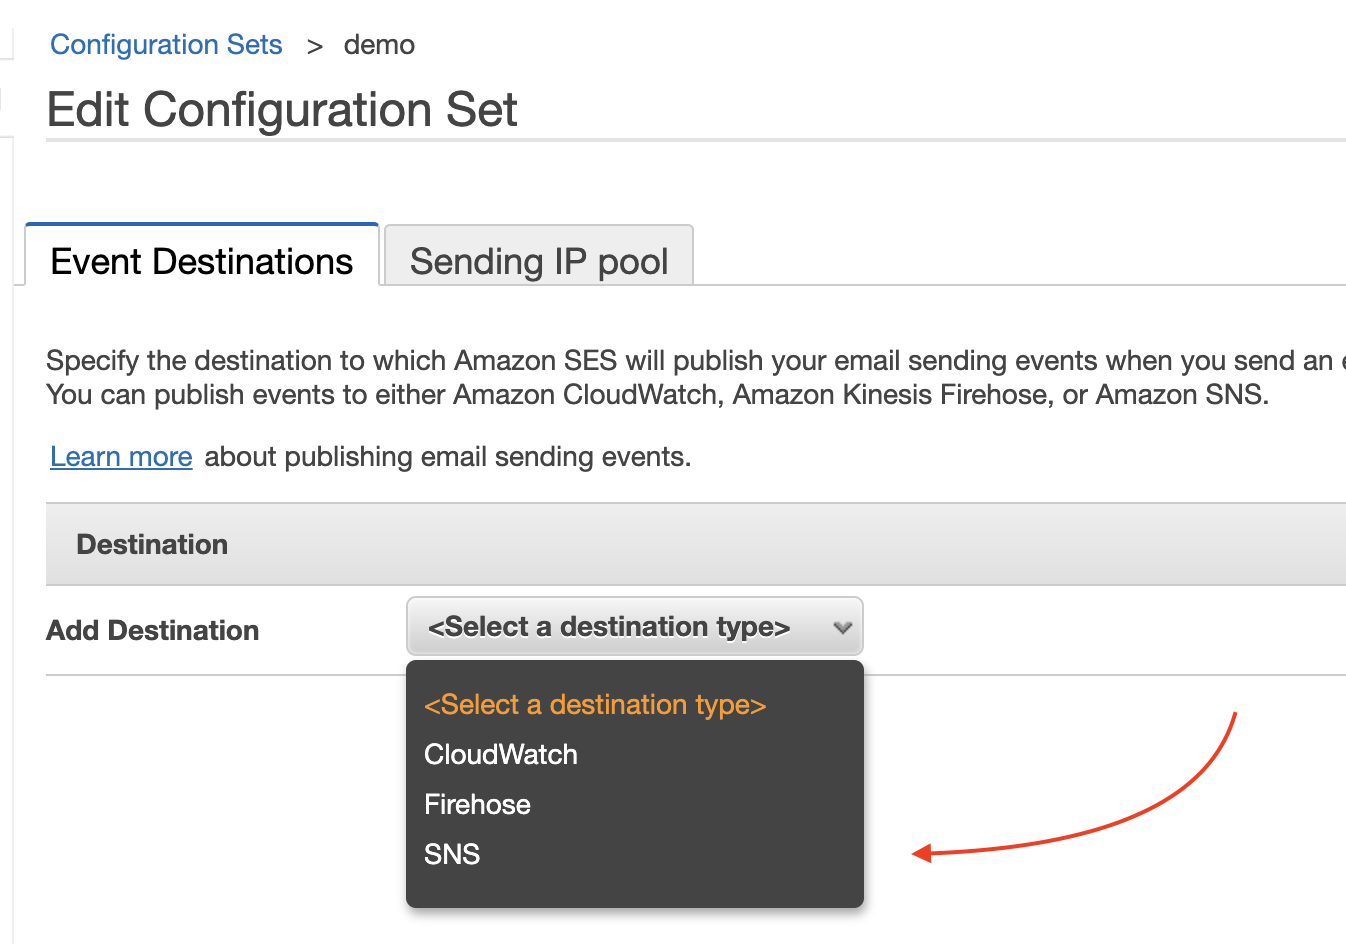 Configuration Sets > demo
Edit Configuration Set
Event Destinations
Sending IP pool
Specify the destination to which Amazon SES will publish your email sending events when you send an
You can publish events to either Amazon CloudWatch, Amazon Kinesis Firehose, or Amazon SNS.
Learn more about publishing email sending events.
Destination
Add Destination
<Select a destination type>
<Select a destination type>
CloudWatch
Firehose
SNS